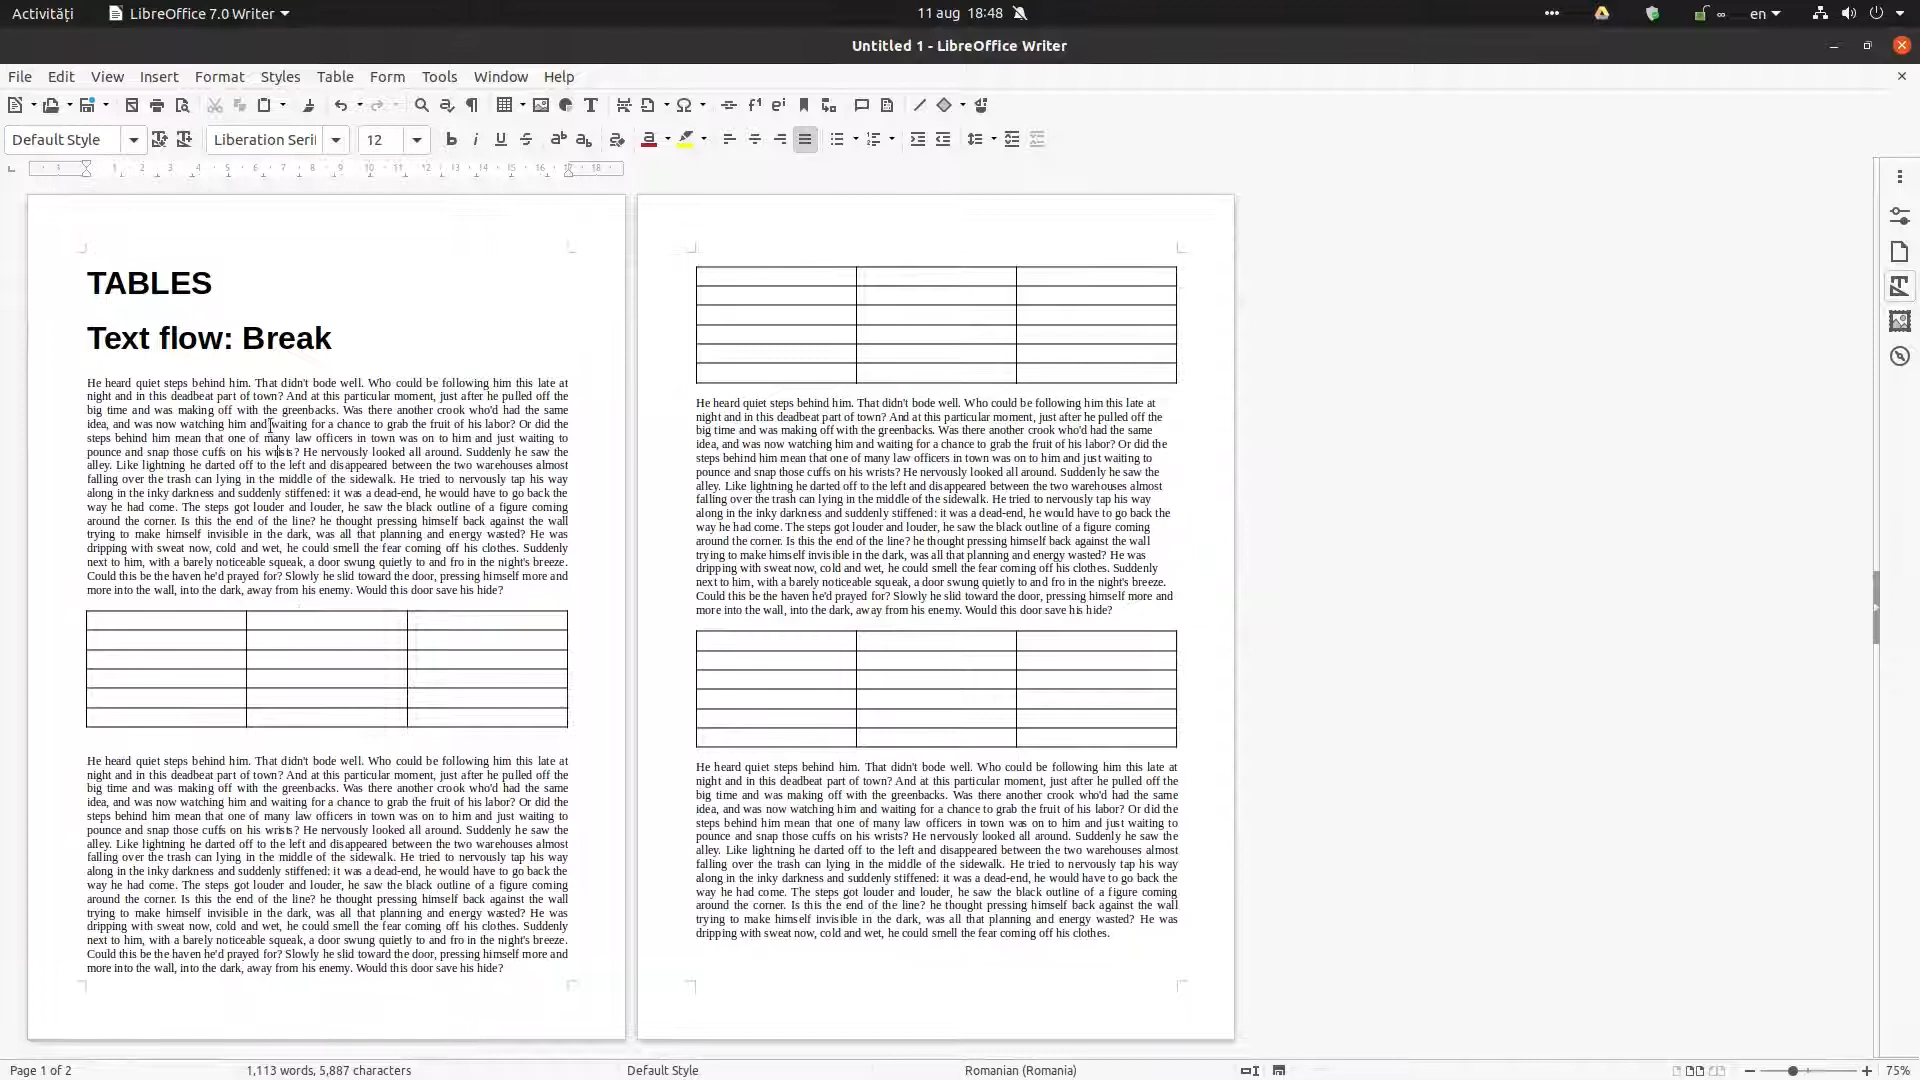 Activități
LibreOffice 7.0 Writer
11 aug 18:48
en
Untitled 1 - LibreOffice Writer
File Edit View Insert Format Styles Table Form Tools Window Help
Default Style
Liberation Seri
12
1 1 2 3 4 5 6 7 8 9 10 11 12 13 14 15 16 17 18
TABLES
Text flow: Break
He heard quiet steps behind him. That didn't bode well. Who could be following him this late at
night and in this deadbeat part of town? And at this particular moment, just after he pulled off the
big time and was making off with the greenbacks. Was there another crook who'd had the same
idea, and was now watching him and waiting for a chance to grab the fruit of his labor? Or did the
steps behind him mean that one of many law officers in town was on to him and just waiting to
pounce and snap those cuffs on his wrists? He nervously looked all around. Suddenly he saw the
alley. Like lightning he darted off to the left and disappeared between the two warehouses almost
falling over the trash can lying in the middle of the sidewalk. He tried to nervously tap his way
along in the inky darkness and suddenly stiffened: it was a dead-end, he would have to go back the
way he had come. The steps got louder and louder, he saw the black outline of a figure coming
around the corner. Is this the end of the line? he thought pressing himself back against the wall
trying to make himself invisible in the dark, was all that planning and energy wasted? He was
dripping with sweat now, cold and wet, he could smell the fear coming off his clothes. Suddenly
next to him, with a barely noticeable squeak, a door swung quietly to and fro in the night's breeze.
Could this be the haven he'd prayed for? Slowly he slid toward the door, pressing himself more and
more into the wall, into the dark, away from his enemy. Would this door save his hide?
He heard quiet steps behind him. That didn't bode well. Who could be following him this late at
night and in this deadbeat part of town? And at this particular moment, just after he pulled off the
big time and was making off with the greenbacks. Was there another crook who'd had the same
idea, and was now watching him and waiting for a chance to grab the fruit of his labor? Or did the
steps behind him mean that one of many law officers in town was on to him and just waiting to
pounce and snap those cuffs on his wrists? He nervously looked all around. Suddenly he saw the
alley. Like lightning he darted off to the left and disappeared between the two warehouses almost
falling over the trash can lying in the middle of the sidewalk. He tried to nervously tap his way
along in the inky darkness and suddenly stiffened: it was a dead-end, he would have to go back the
way he had come. The steps got louder and louder, he saw the black outline of a figure coming
around the corner. Is this the end of the line? he thought pressing himself back against the wall
trying to make himself invisible in the dark, was all that planning and energy wasted? He was
dripping with sweat now, cold and wet, he could smell the fear coming off his clothes. Suddenly
next to him, with a barely noticeable squeak, a door swung quietly to and fro in the night's breeze.
Could this be the haven he'd prayed for? Slowly he slid toward the door, pressing himself more and
more into the wall, into the dark, away from his enemy. Would this door save his hide?
He heard quiet steps behind him. That didn't bode well. Who could be following him this late at
night and in this deadbeat part of town? And at this particular moment, just after he pulled off the
big time and was making off with the greenbacks. Was there another crook who'd had the same
idea, and was now watching him and waiting for a chance to grab the fruit of his labor? Or did the
steps behind him mean that one of many law officers in town was on to him and just waiting to
pounce and snap those cuffs on his wrists? He nervously looked all around. Suddenly he saw the
alley. Like lightning he darted off to the left and disappeared between the two warehouses almost
falling over the trash can lying in the middle of the sidewalk. He tried to nervously tap his way
along in the inky darkness and suddenly stiffened: it was a dead-end, he would have to go back the
way he had come. The steps got louder and louder, he saw the black outline of a figure coming
around the corner. Is this the end of the line? he thought pressing himself back against the wall
trying to make himself invisible in the dark, was all that planning and energy wasted? He was
dripping with sweat now, cold and wet, he could smell the fear coming off his clothes. Suddenly
next to him, with a barely noticeable squeak, a door swung quietly to and fro in the night's breeze.
Could this be the haven he'd prayed for? Slowly he slid toward the door, pressing himself more and
more into the wall, into the dark, away from his enemy. Would this door save his hide?
He heard quiet steps behind him. That didn't bode well. Who could be following him this late at
night and in this deadbeat part of town? And at this particular moment, just after he pulled off the
big time and was making off with the greenbacks. Was there another crook who'd had the same
idea, and was now watching him and waiting for a chance to grab the fruit of his labor? Or did the
steps behind him mean that one of many law officers in town was on to him and just waiting to
pounce and snap those cuffs on his wrists? He nervously looked all around. Suddenly he saw the
alley. Like lightning he darted off to the left and disappeared between the two warehouses almost
falling over the trash can lying in the middle of the sidewalk. He tried to nervously tap his way
along in the inky darkness and suddenly stiffened: it was a dead-end, he would have to go back the
way he had come. The steps got louder and louder, he saw the black outline of a figure coming
around the corner. Is this the end of the line? he thought pressing himself back against the wall
trying to make himself invisible in the dark, was all that planning and energy wasted? He was
dripping with sweat now, cold and wet, he could smell the fear coming off his clothes.
Page 1 of 2
1,113 words, 5,887 characters
Default Style
Romanian (Romania)
75%